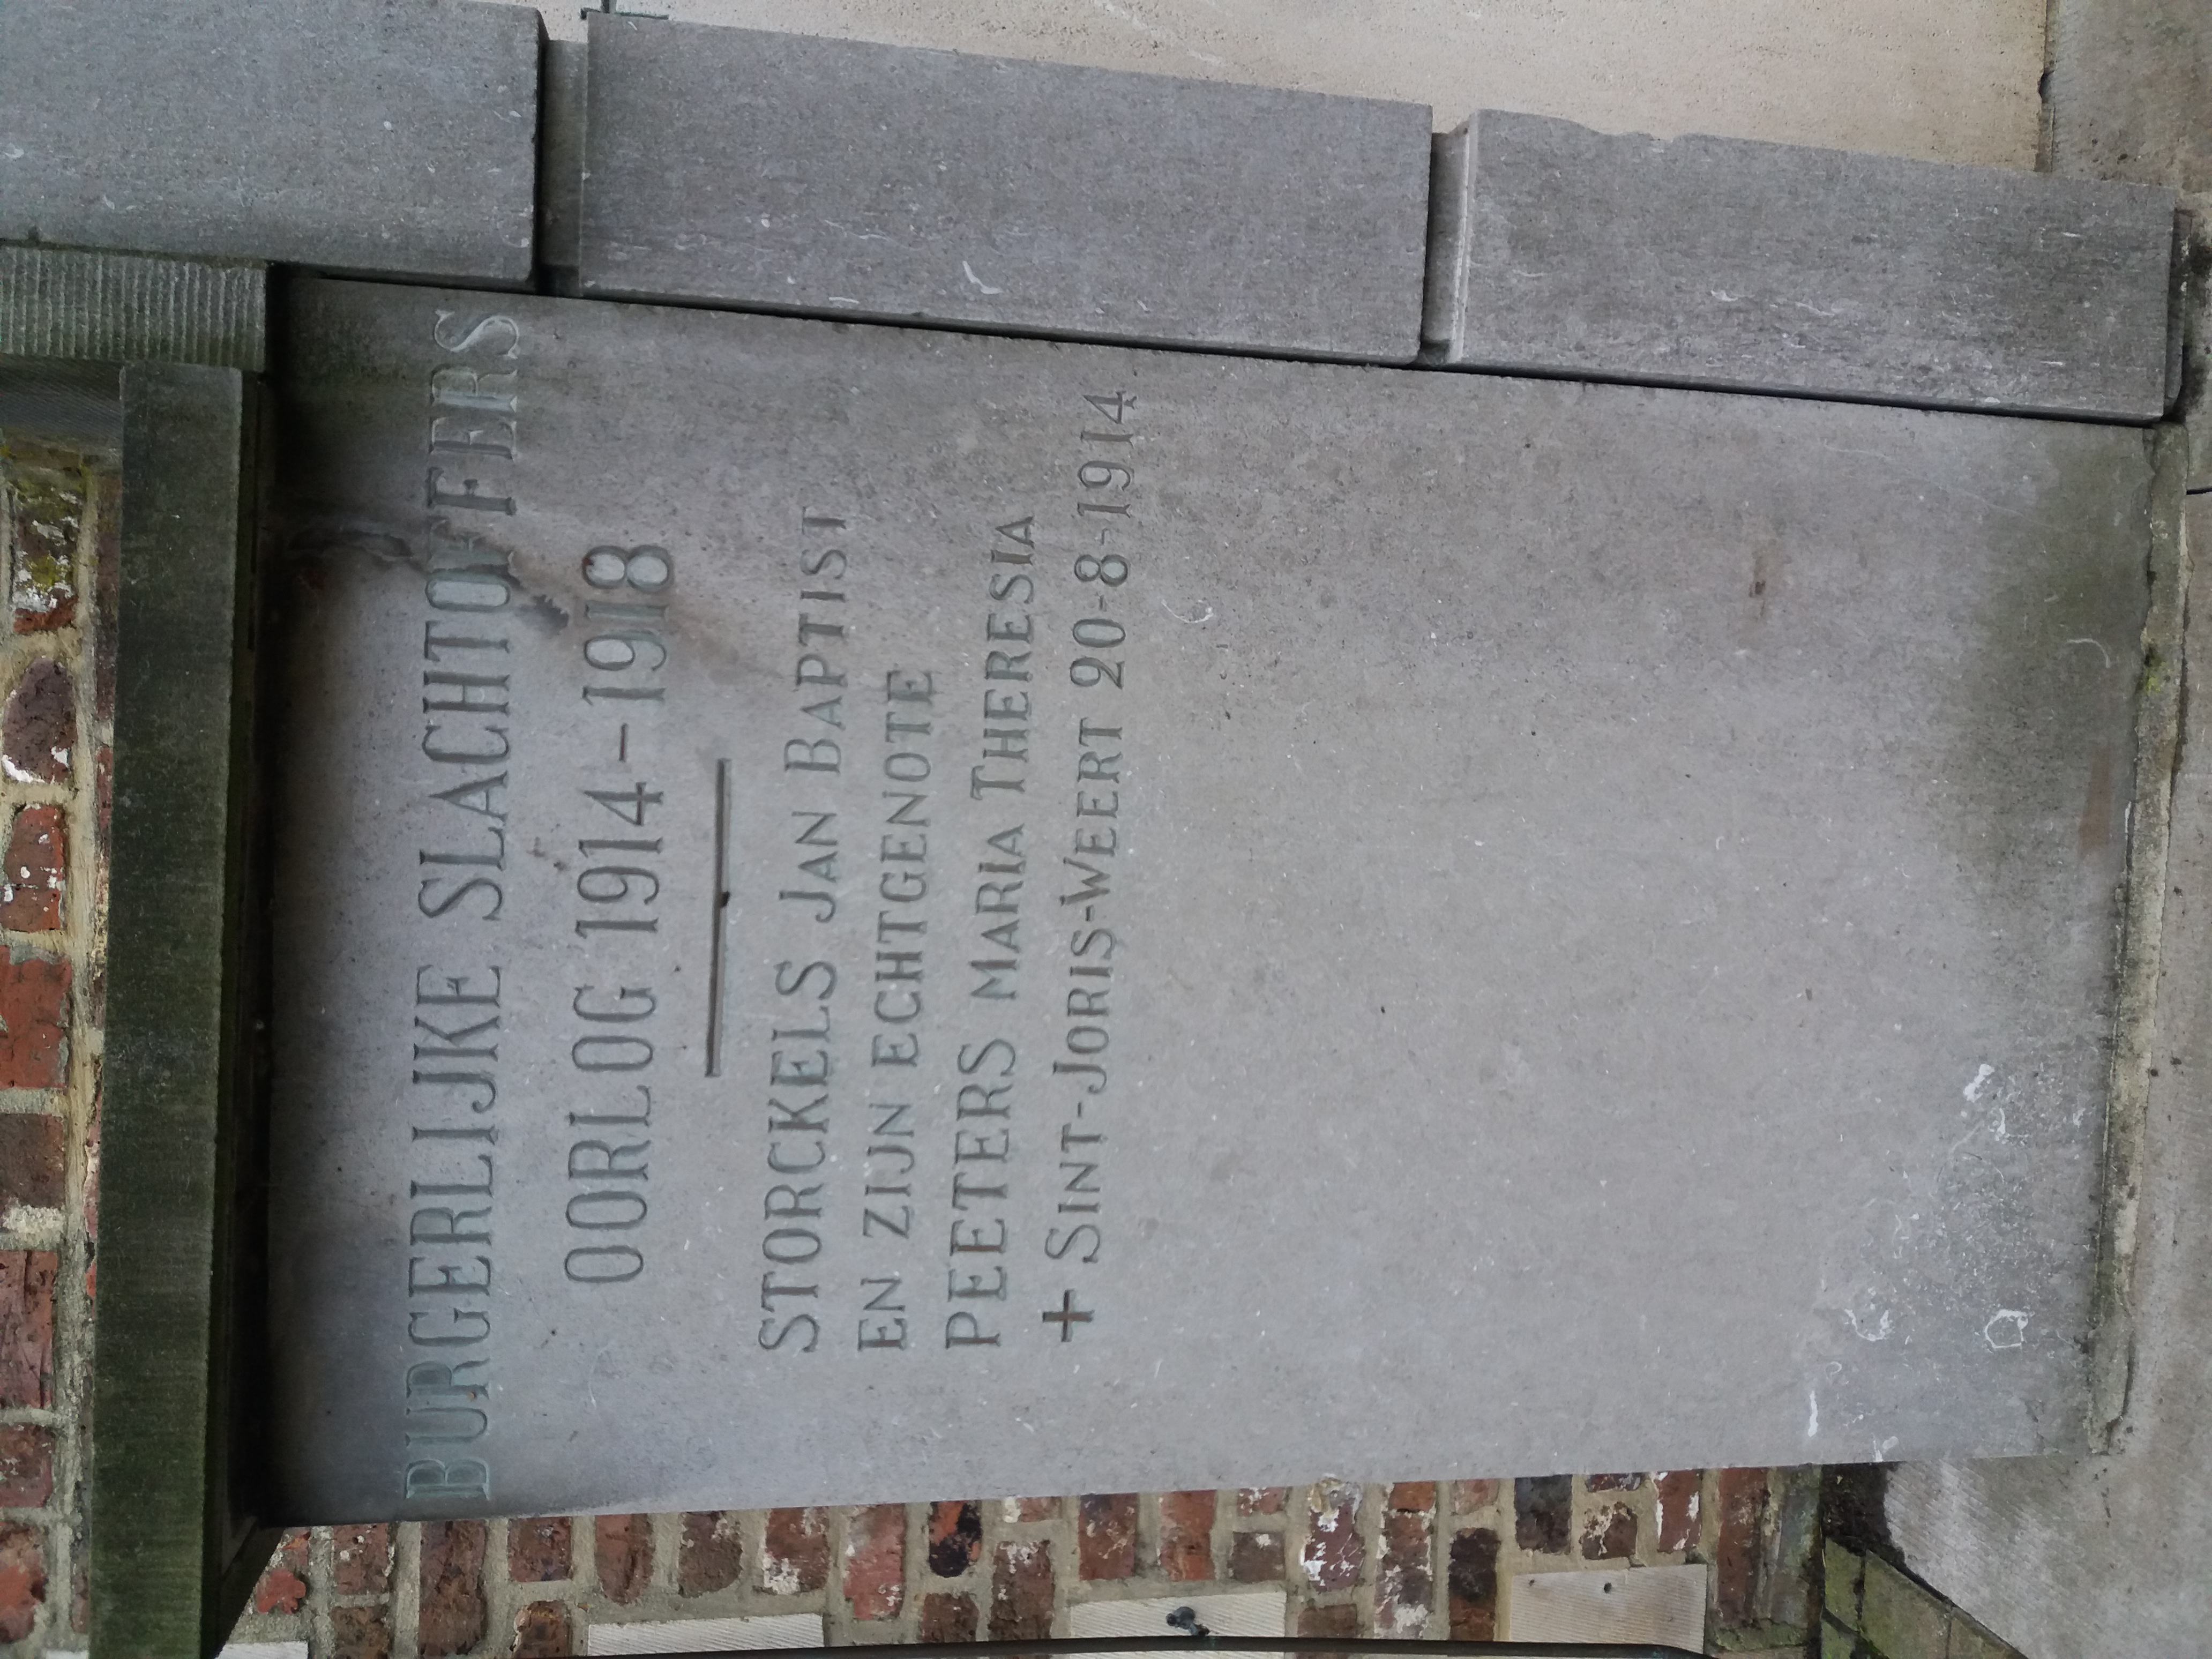 BURGERLIJKE SLACHTOFFERS
OORLOG 1914-1918
STORCKELS JAN BAPTIST
EN ZIJN ECHTGENOTE
PEETERS MARIA THERESIA
+ SINT-JORIS-WEERT 20-8-1914